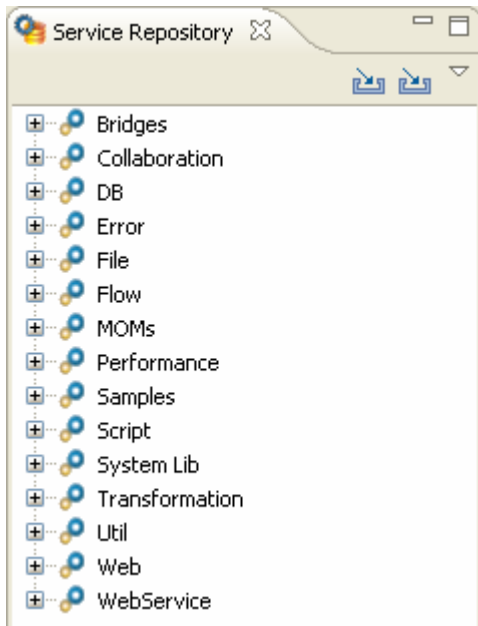 Service Repository
Bridges
Collaboration
DB
Error
File
Flow
MOMs
Performance
Samples
Script
System Lib
Transformation
Util
Web
WebService